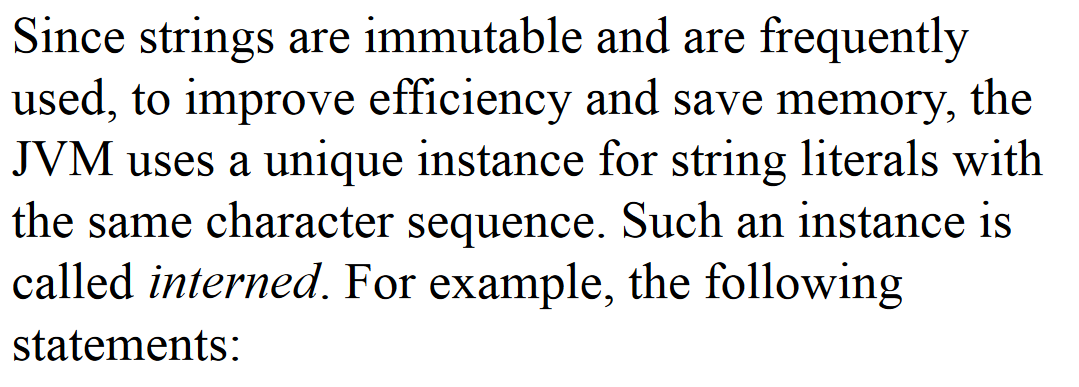 Since strings are immutable and are frequently
used, to improve efficiency and save memory, the
JVM uses a unique instance for string literals with
the same character sequence. Such an instance is
called interned. For example, the following
statements: